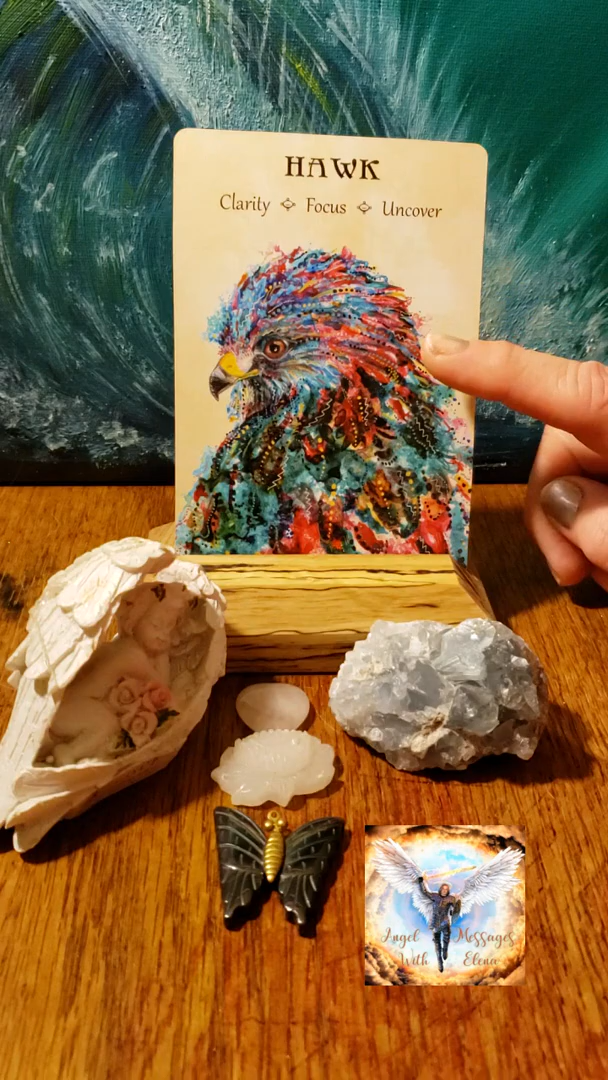 HAWK
Clarity ⟡ Focus ⟡ Uncover
Angel Messages
With Elena